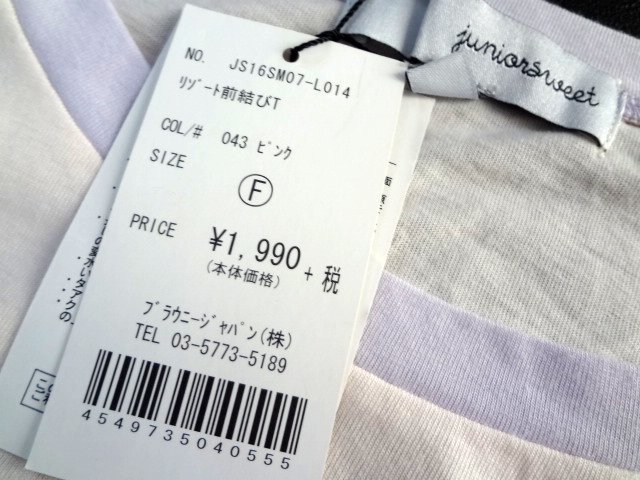 juniorsweet
NO. JS16SM07-L014
ﾘｿﾞｰﾄ前結びT
COL/# 043 ﾋﾟﾝｸ
SIZE
F
PRICE ¥1,990 + 税
(本体価格)
ﾌﾞﾗｳﾆｰｼﾞｬﾊﾟﾝ(株)
TEL 03-5773-5189
4549735040555